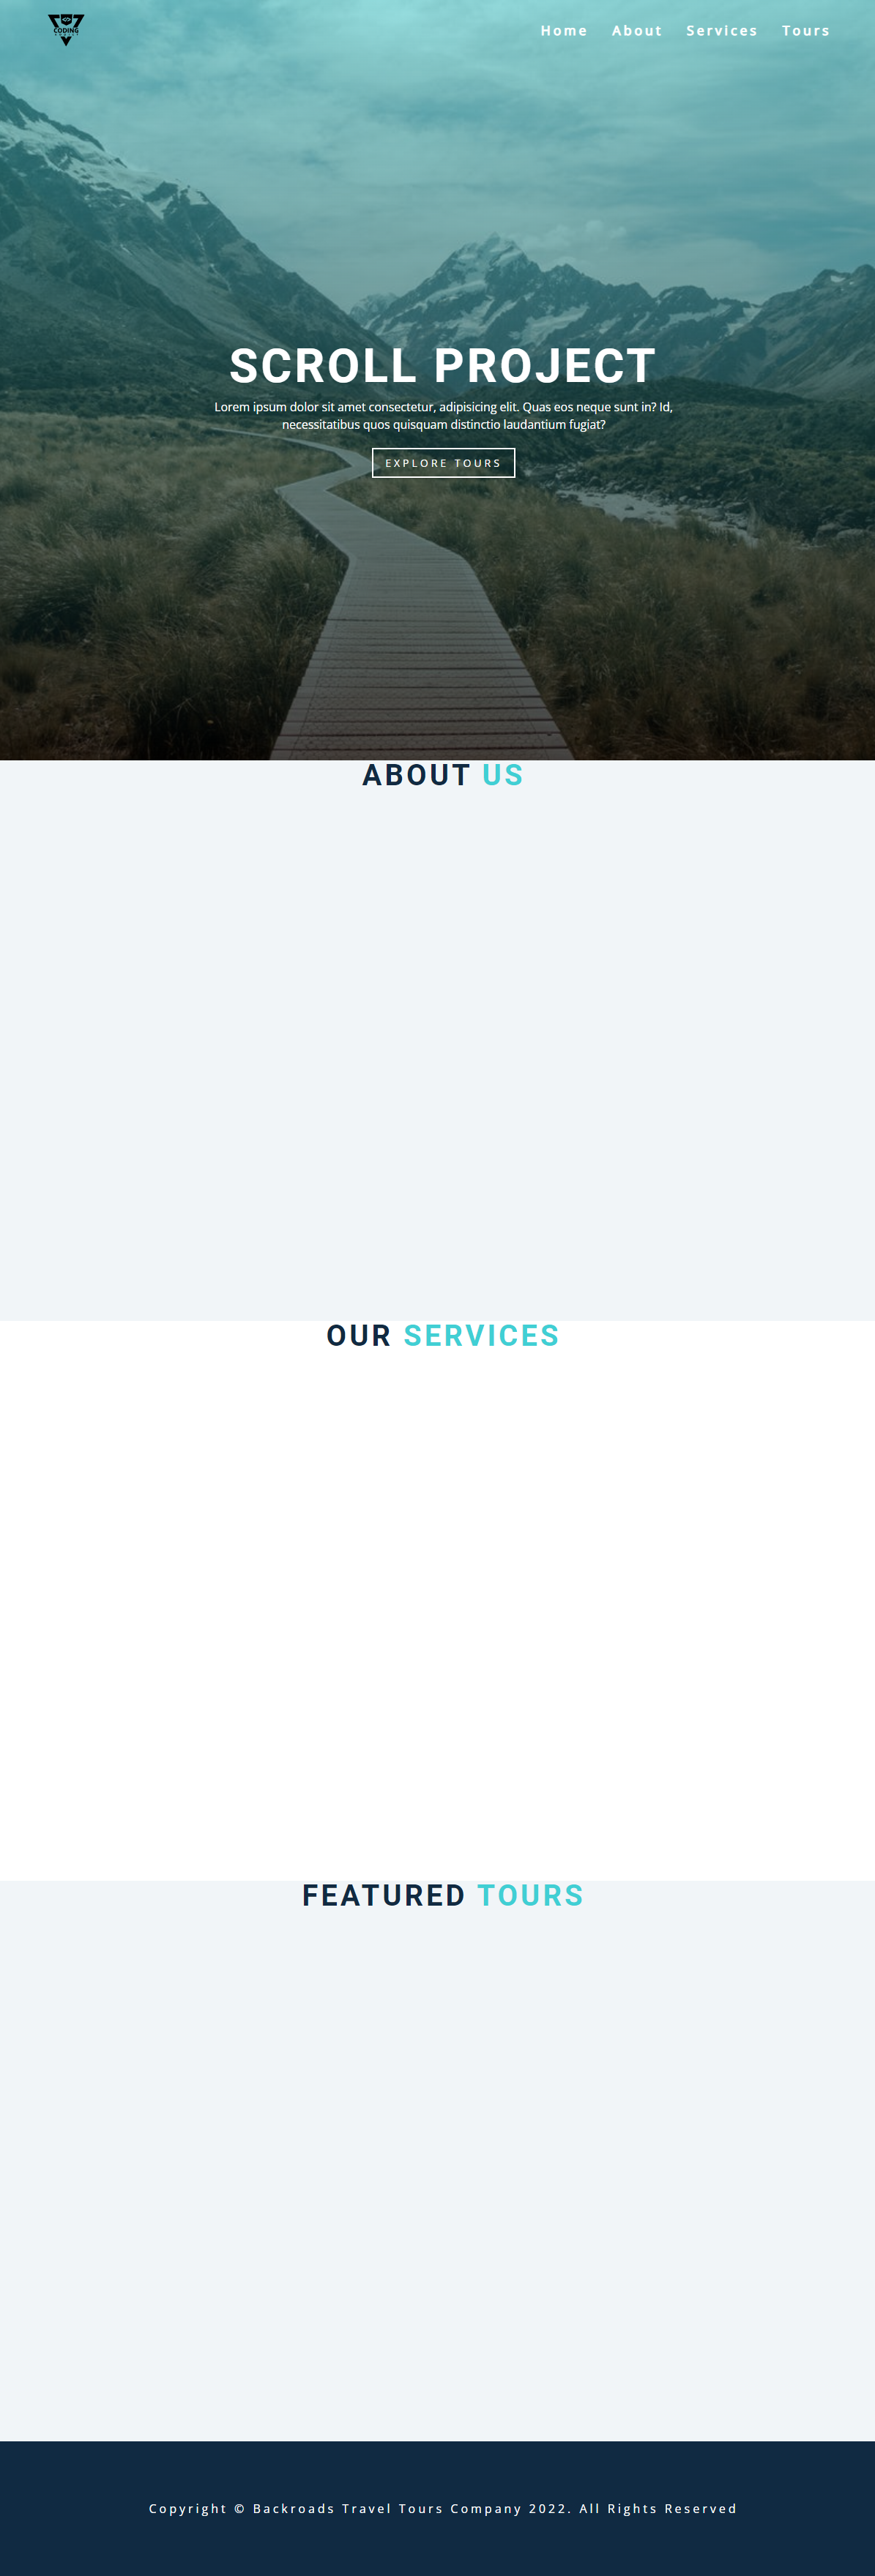 CODING
Home About Services Tours
SCROLL PROJECT
Lorem ipsum dolor sit amet consectetur, adipisicing elit. Quas eos neque sunt in? Id,
necessitatibus quos quisquam distinctio laudantium fugiat?
EXPLORE TOURS
ABOUT US
OUR SERVICES
FEATURED TOURS
Copyright © Backroads Travel Tours Company 2022. All Rights Reserved